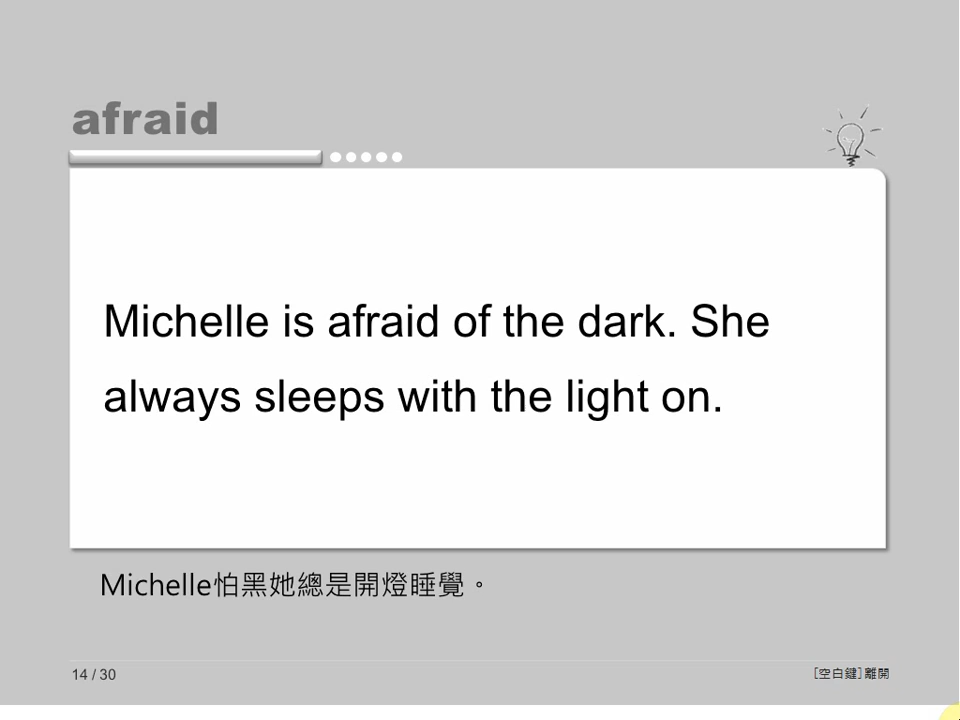 afraid
Michelle is afraid of the dark. She
always sleeps with the light on.
Michelle怕黑她總是開燈睡覺。
14 / 30
[空白鍵]離開